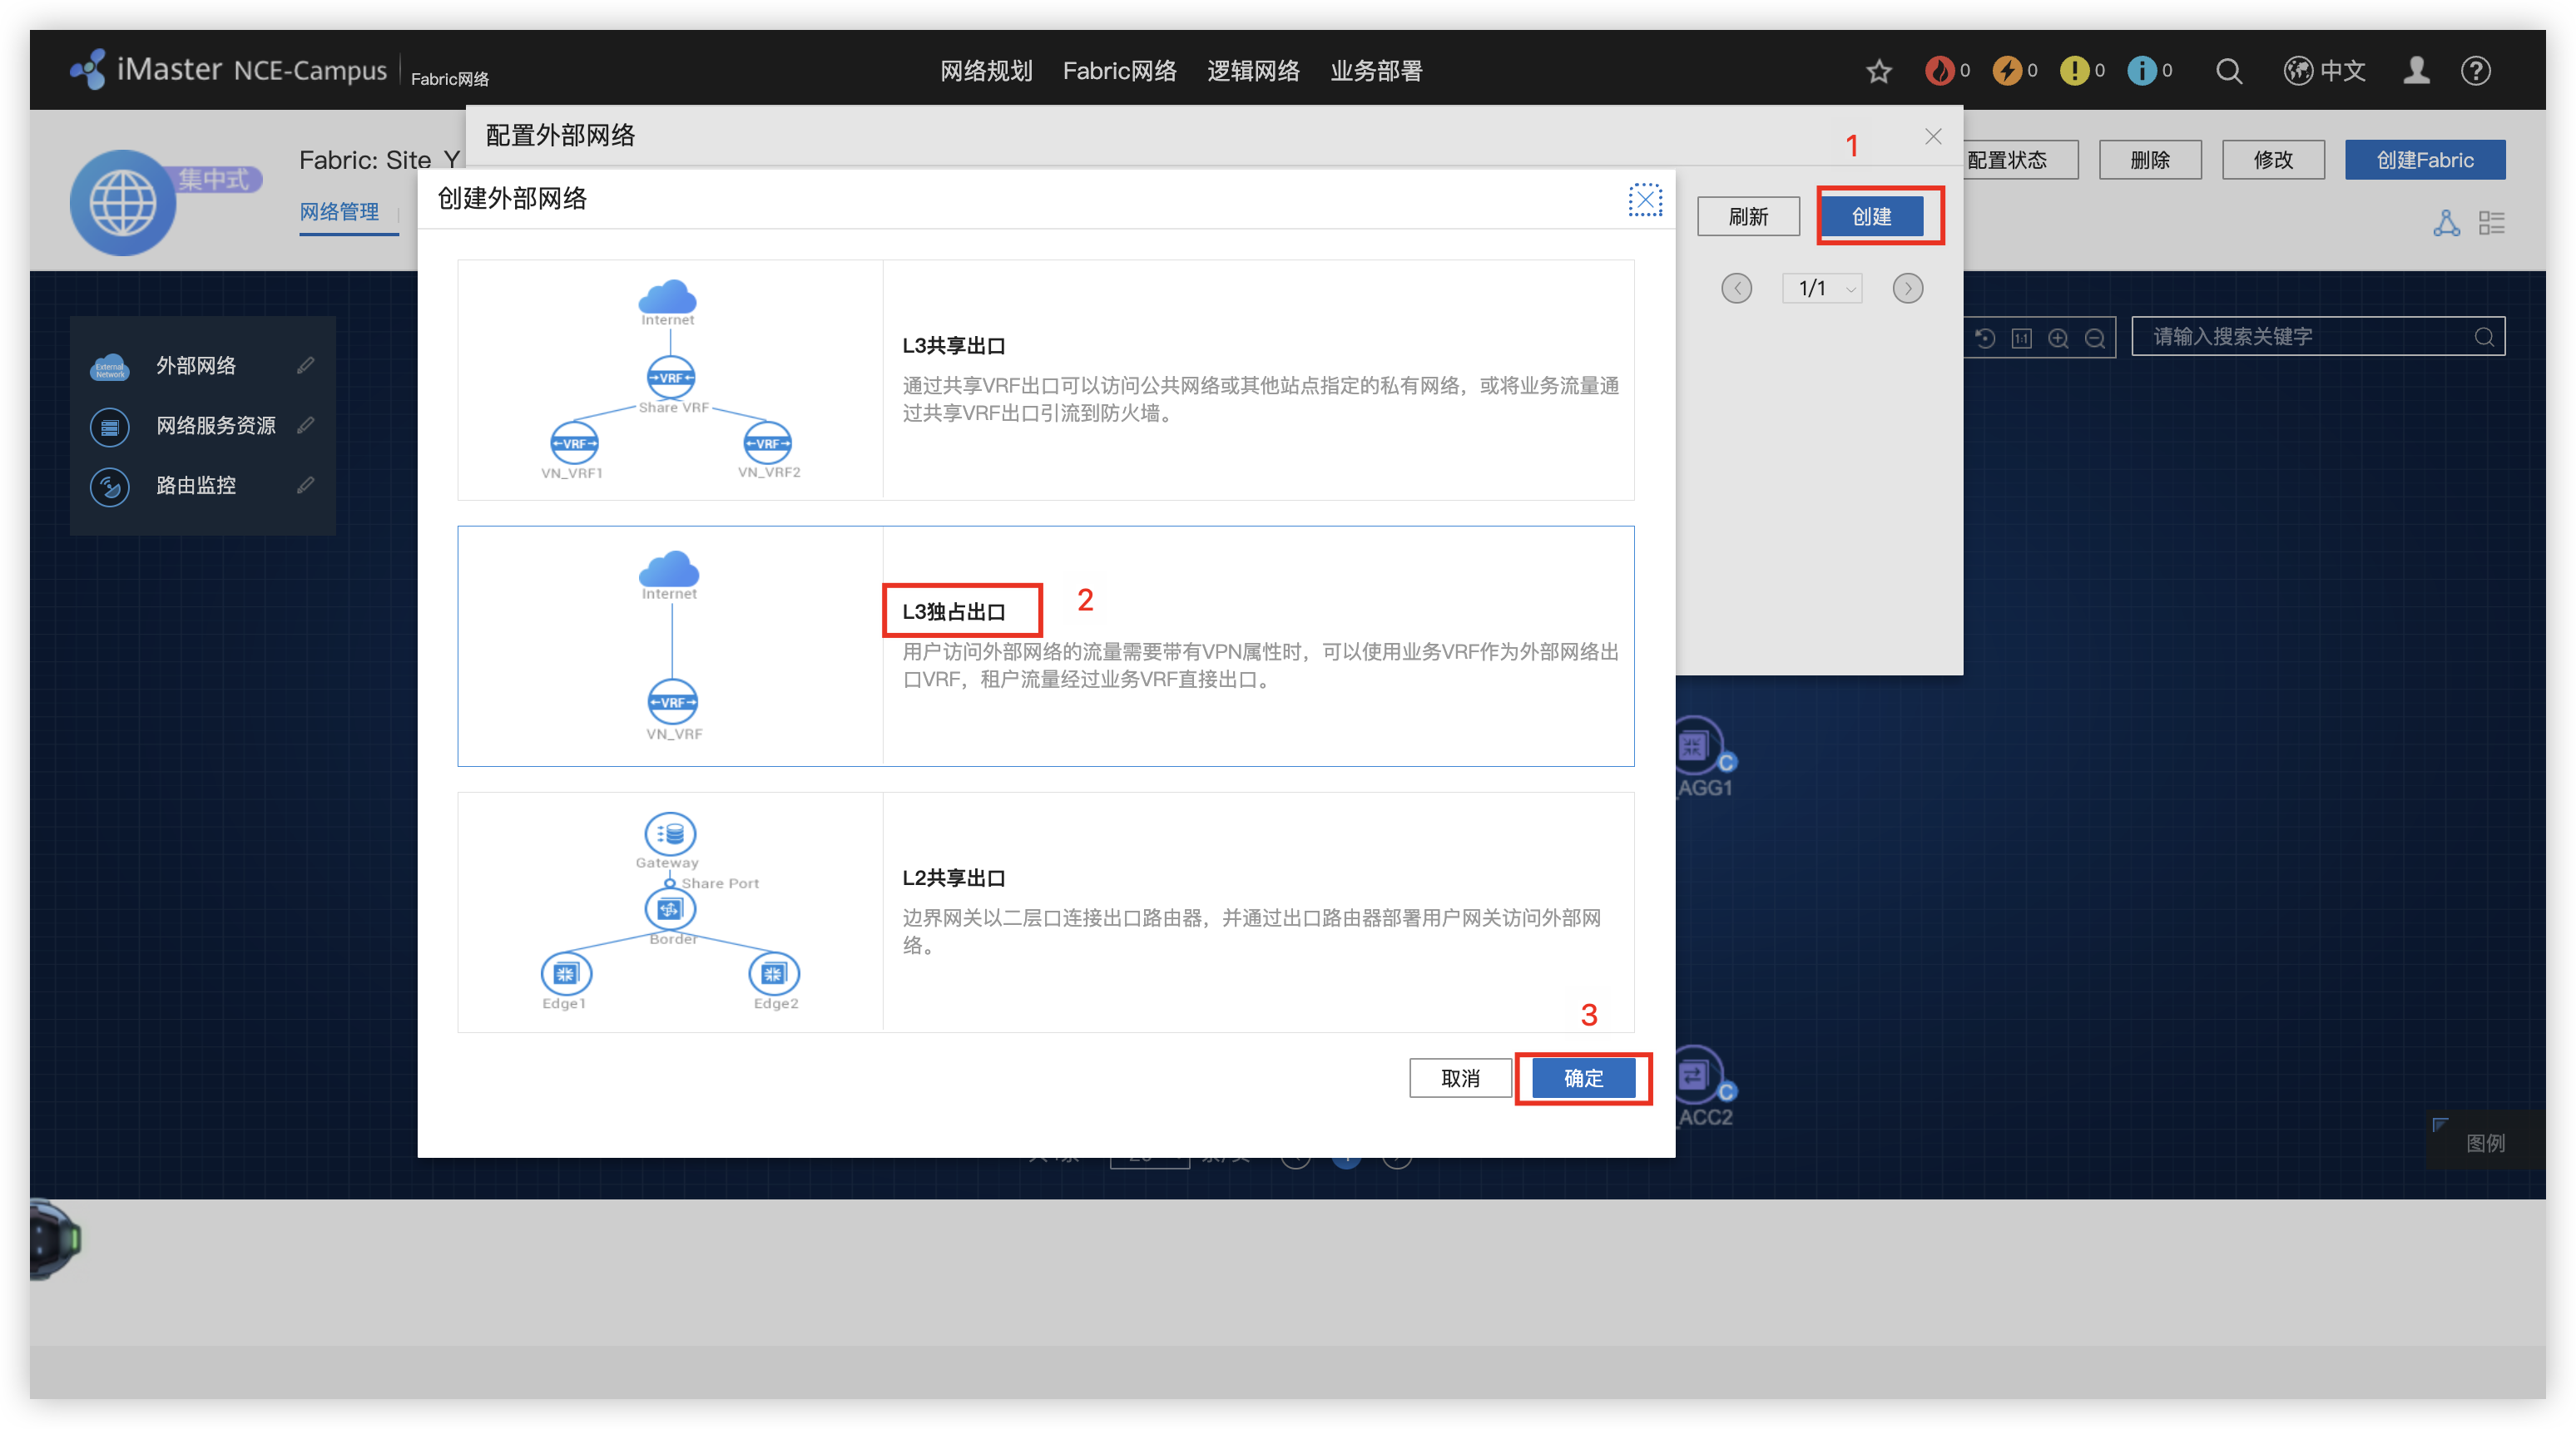 iMaster NCE-Campus
Fabric网络
网络规划
Fabric网络
逻辑网络
业务部署
0
0
0
0
中文
集中式
Fabric: Site_Y
网络管理
配置状态
删除
修改
创建Fabric
配置外部网络
1
刷新
创建
1/1
请输入搜索关键字
External
Network
外部网络
网络服务资源
路由监控
创建外部网络
Internet
VRF
Share VRF
VRF
VRF
VN_VRF1
VN_VRF2
L3共享出口
通过共享VRF出口可以访问公共网络或其他站点指定的私有网络，或将业务流量通
过共享VRF出口引流到防火墙。
Internet
VRF
VN_VRF
L3独占出口
2
用户访问外部网络的流量需要带有VPN属性时，可以使用业务VRF作为外部网络出
口VRF，租户流量经过业务VRF直接出口。
Gateway
Share Port
Border
Edge1
Edge2
L2共享出口
边界网关以二层口连接出口路由器，并通过出口路由器部署用户网关访问外部网
络。
3
取消
确定
C
_AGG1
C
_ACC2
图例